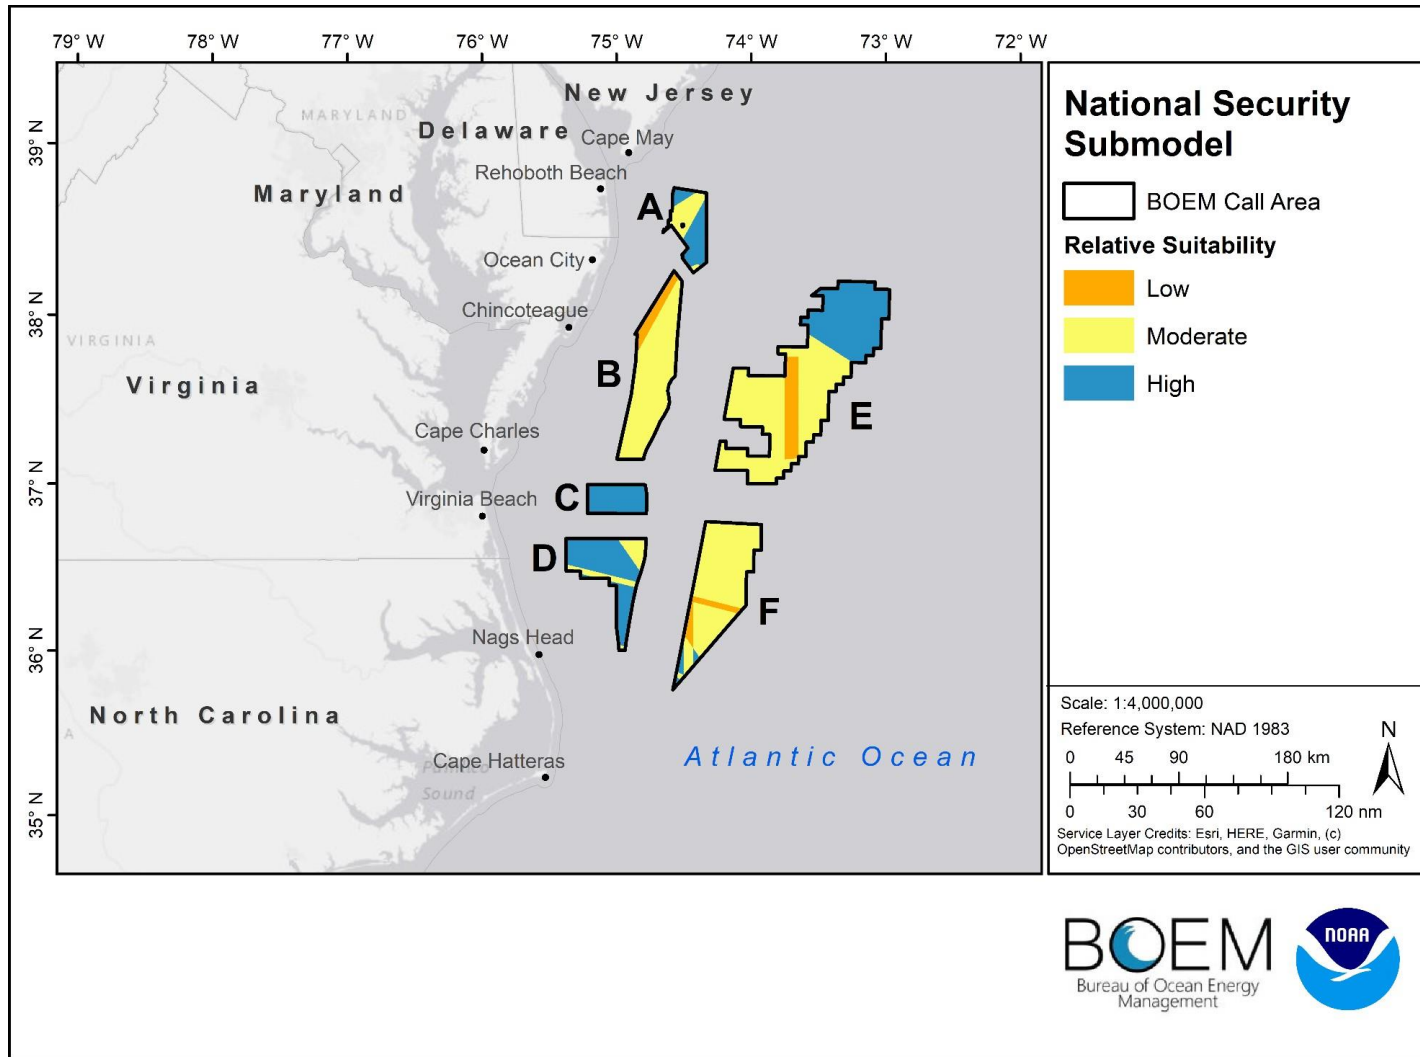 79° W 78° W 77° W 76° W 75° W 74° W 73° W 72° W
39° N
38° N
37° N
36° N
35° N
New Jersey
MARYLAND
Delaware
Cape May
Rehoboth Beach
Maryland
A
Ocean City
Chincoteague
VIRGINIA
B
Virginia
E
Cape Charles
C
Virginia Beach
D
F
Nags Head
North Carolina
A
Cape Hatteras
Pamlico
Sound
Atlantic Ocean
National Security
Submodel
BOEM Call Area
Relative Suitability
Low
Moderate
High
Scale: 1:4,000,000
Reference System: NAD 1983
N
0 45 90 180 km
0 30 60 120 nm
Service Layer Credits: Esri, HERE, Garmin, (c)
OpenStreetMap contributors, and the GIS user community
BOEM
Bureau of Ocean Energy
Management
NOAA